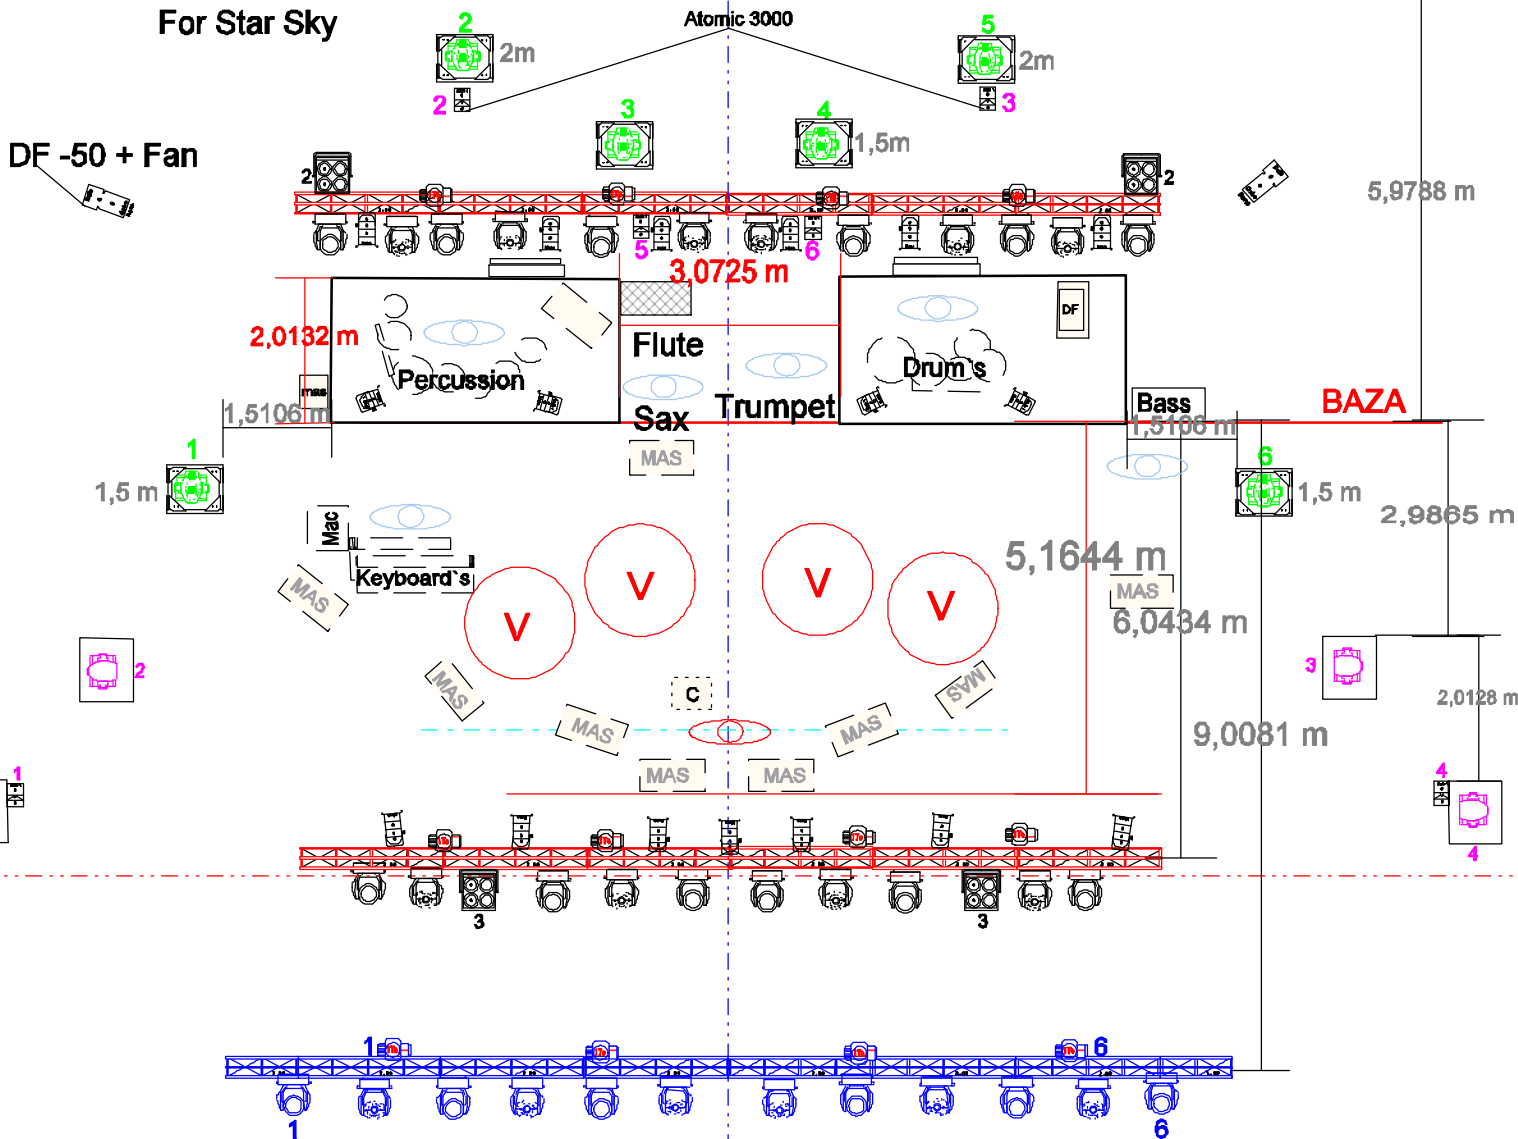 For Star Sky
Atomic 3000
2
5
2m
2m
2
3
3
4
1,5m
DF -50 + Fan
2
2
5,9788 m
5
6
3,0725 m
2,0132 m
Flute
DF
Percussion
Drum`s
mas
Sax
Trumpet
Bass
BAZA
1,5106 m
1,5106 m
1
MAS
6
1,5 m
1,5 m
2,9865 m
Mac
5,1644 m
Keyboard`s
MAS
V
V
V
V
MAS
6,0434 m
2
3
MAS
C
MAS
2,0128 m
MAS
MAS
9,0081 m
MAS
MAS
1
4
4
3
3
1
6
1
6